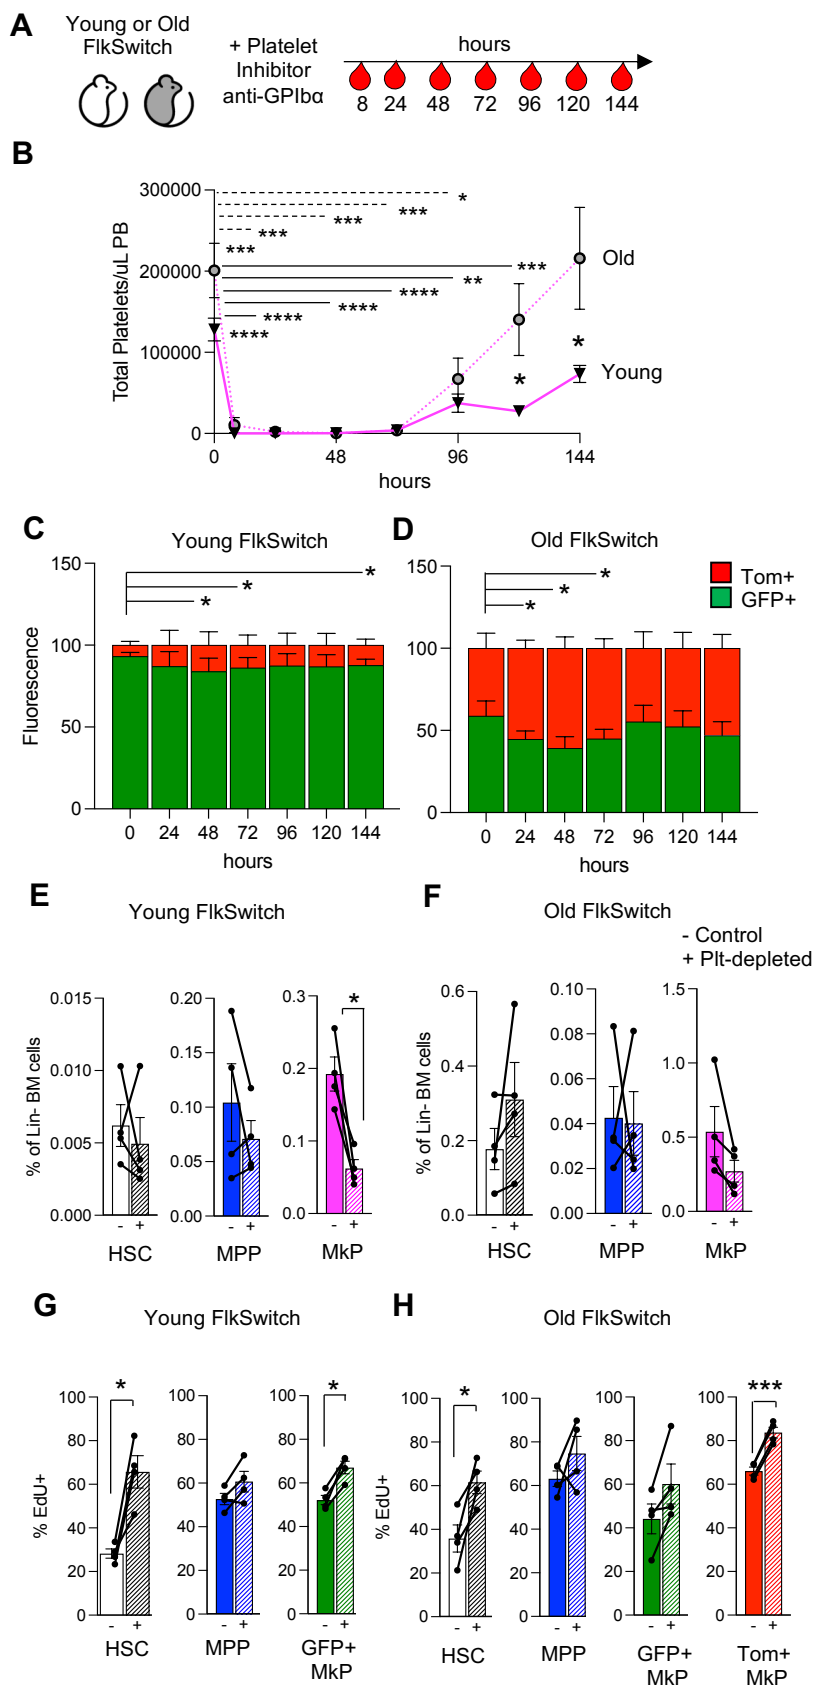 A
Young or Old
FlkSwitch
+ Platelet
Inhibitor
anti-GPIbα
hours
8 24 48 72 96 120 144
B
Total Platelets/uL PB
300000
200000
100000
0
*
***
***
***
***
***
**
****
****
****
****
Old
*
*
Young
0 48 96 144
hours
C
Young FlkSwitch
Fluorescence
150
100
50
0
*
*
*
0 24 48 72 96 120 144
hours
D
Old FlkSwitch
150
100
50
0
*
*
*
0 24 48 72 96 120 144
hours
Tom+
GFP+
E
Young FlkSwitch
% of Lin- BM cells
0.015
0.010
0.005
0.000
- +
HSC
0.20
0.15
0.10
0.05
0.00
- +
MPP
0.3
0.2
0.1
0.0
*
- +
MkP
F
Old FlkSwitch
- Control
+ Plt-depleted
% of Lin- BM cells
0.6
0.4
0.2
0.0
- +
HSC
0.10
0.08
0.06
0.04
0.02
0.00
- +
MPP
1.5
1.0
0.5
0.0
- +
MkP
G
Young FlkSwitch
% EdU+
100
80
60
40
20
0
*
- +
HSC
100
80
60
40
20
0
- +
MPP
100
80
60
40
20
0
*
- +
GFP+
MkP
H
Old FlkSwitch
% EdU+
100
80
60
40
20
0
*
- +
HSC
100
80
60
40
20
0
- +
MPP
100
80
60
40
20
0
- +
GFP+
MkP
100
80
60
40
20
0
***
- +
Tom+
MkP